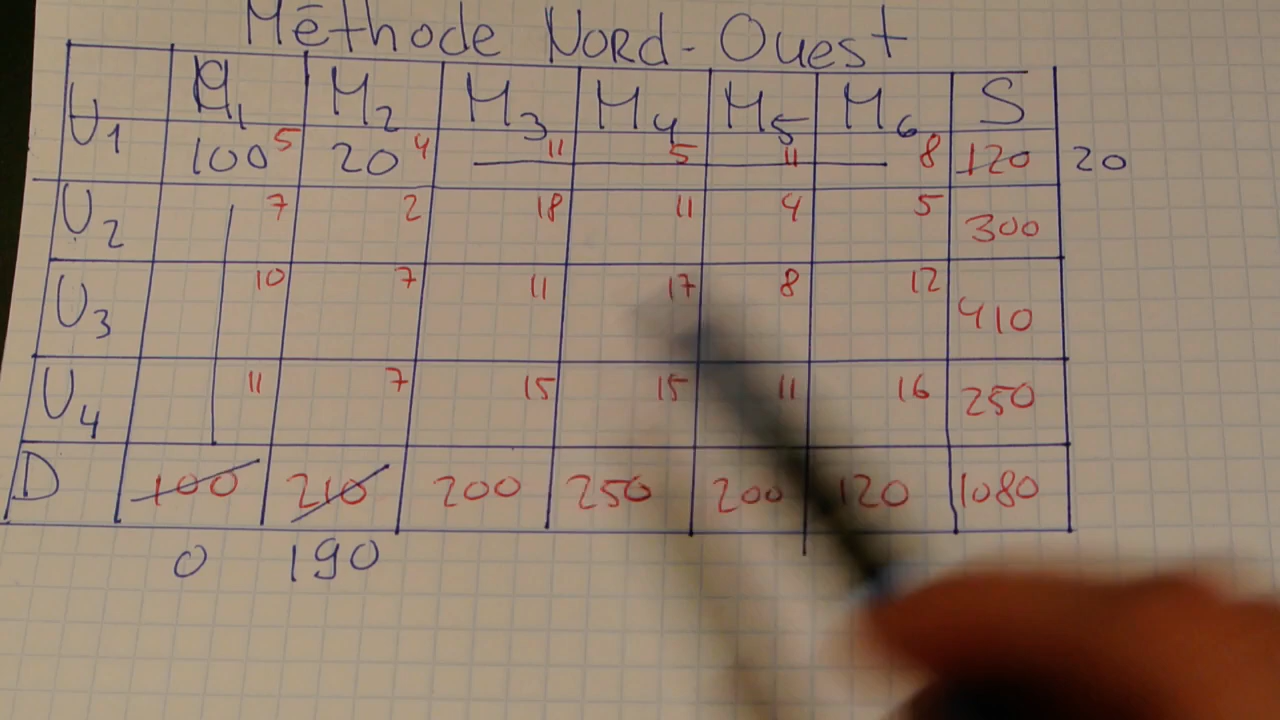 Méthode Nord-Ouest
M1 M2 M3 M4 M5 M6 S
U1 100 5 20 4 11 5 11 8 120 20
U2 7 2 18 11 4 5 300
U3 10 7 11 17 8 12 410
U4 11 7 15 15 11 16 250
D 100 210 200 250 200 120 1080
0 190